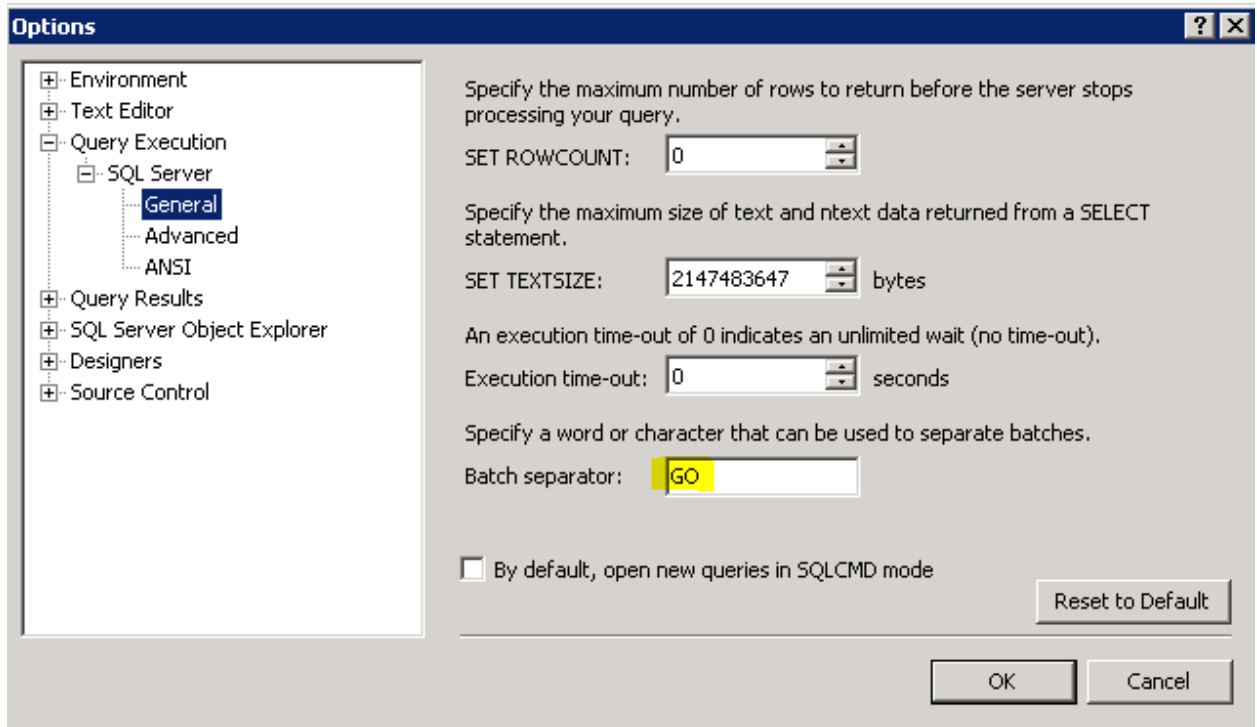 Options
Environment
Text Editor
Query Execution
SQL Server
General
Advanced
ANSI
Query Results
SQL Server Object Explorer
Designers
Source Control
Specify the maximum number of rows to return before the server stops
processing your query.
SET ROWCOUNT: 0
Specify the maximum size of text and ntext data returned from a SELECT
statement.
SET TEXTSIZE: 2147483647 bytes
An execution time-out of 0 indicates an unlimited wait (no time-out).
Execution time-out: 0 seconds
Specify a word or character that can be used to separate batches.
Batch separator: GO
By default, open new queries in SQLCMD mode
Reset to Default
OK Cancel